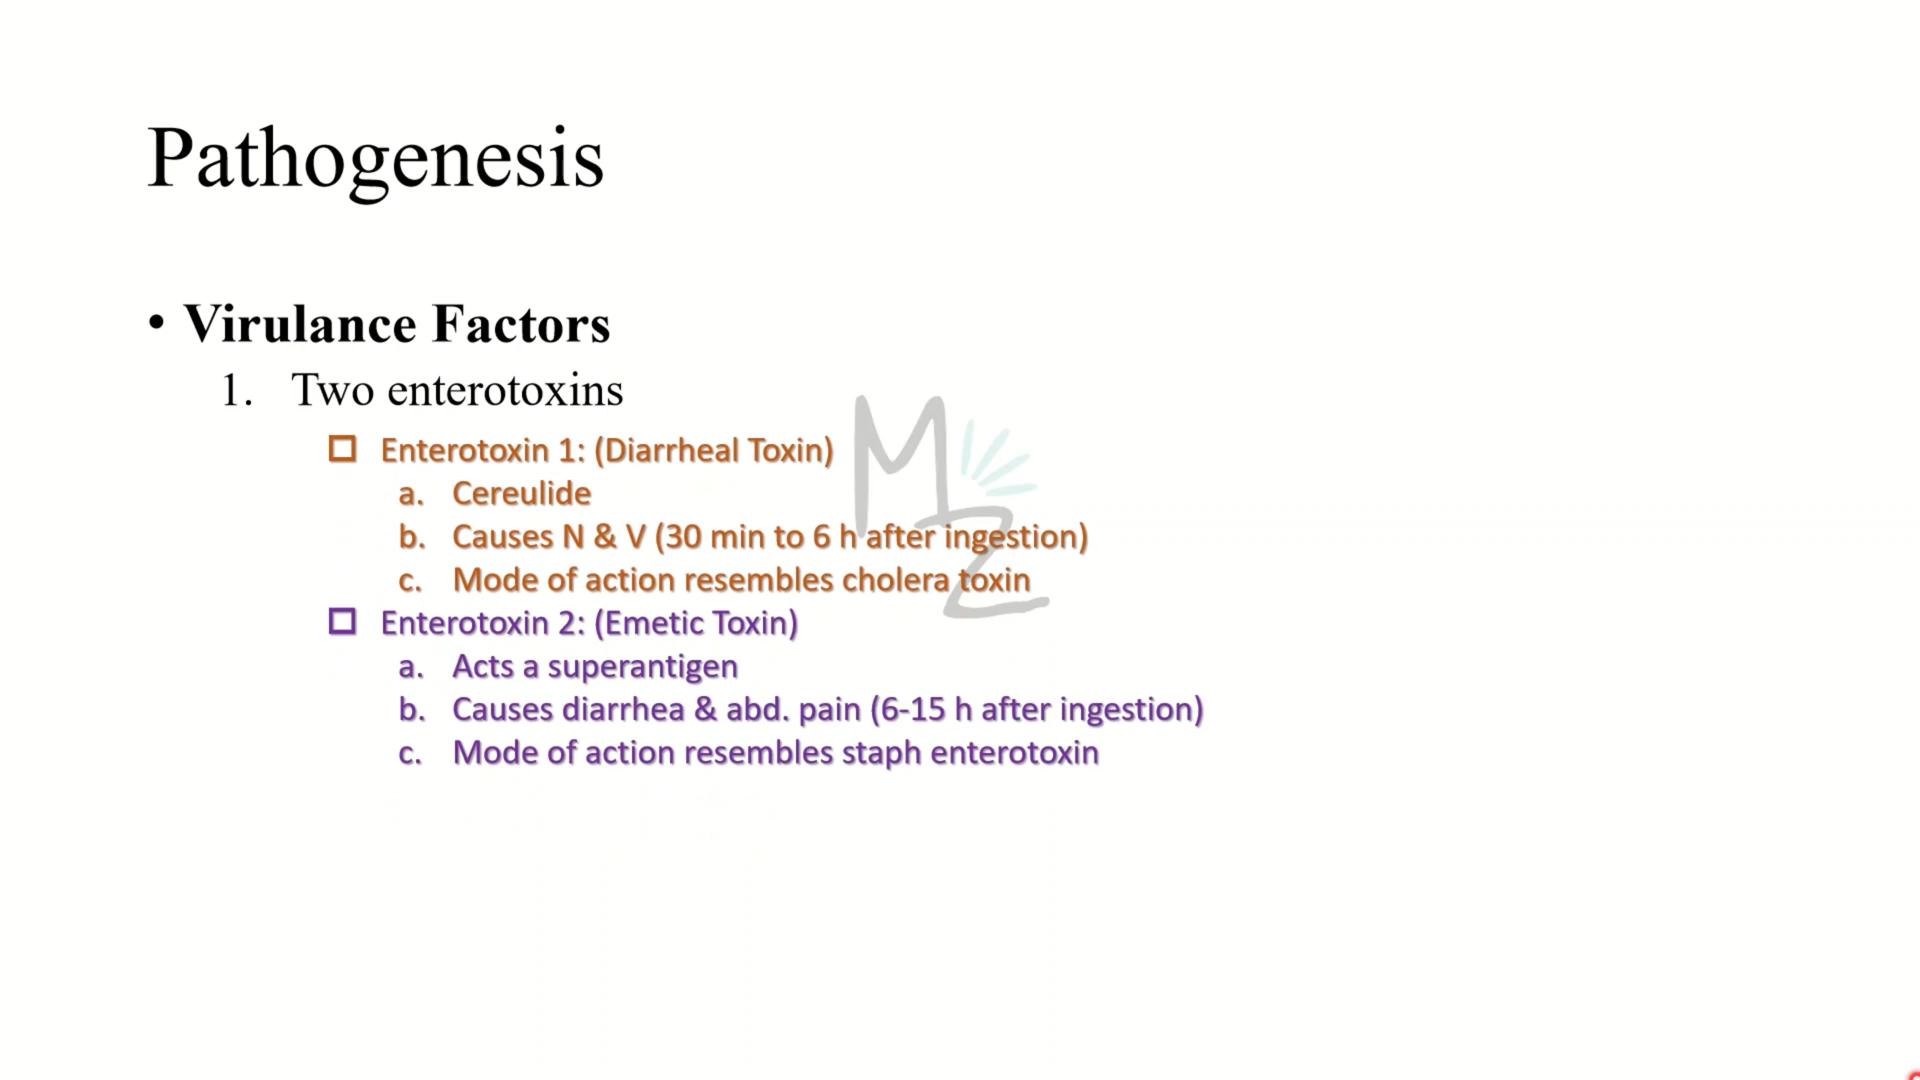 Pathogenesis
• Virulance Factors
1. Two enterotoxins
Enterotoxin 1: (Diarrheal Toxin)
a. Cereulide
b. Causes N & V (30 min to 6 h after ingestion)
c. Mode of action resembles cholera toxin
Enterotoxin 2: (Emetic Toxin)
a. Acts a superantigen
b. Causes diarrhea & abd. pain (6-15 h after ingestion)
c. Mode of action resembles staph enterotoxin
MZ